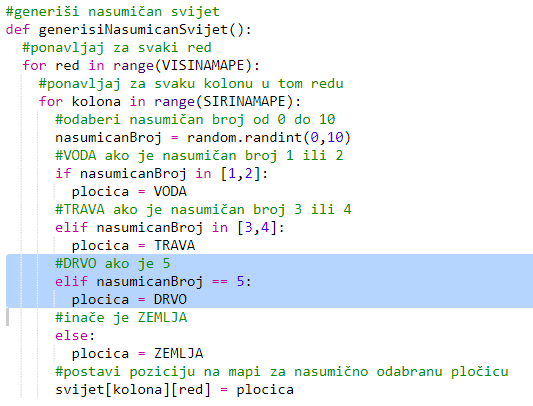 #generiši nasumičan svijet
def generisiNasumicanSvijet():
  #ponavljaj za svaki red
  for red in range(VISINAMAPE):
    #ponavljaj za svaku kolonu u tom redu
    for kolona in range(SIRINAMAPE):
      #odaberi nasumičan broj od 0 do 10
      nasumicanBroj = random.randint(0,10)
      #VODA ako je nasumičan broj 1 ili 2
      if nasumicanBroj in [1,2]:
        plocica = VODA
      #TRAVA ako je nasumičan broj 3 ili 4
      elif nasumicanBroj in [3,4]:
        plocica = TRAVA
      #DRVO ako je 5
      elif nasumicanBroj == 5:
        plocica = DRVO
      #inače je ZEMLJA
      else:
        plocica = ZEMLJA
      #postavi poziciju na mapi za nasumično odabranu pločicu
      svijet[kolona][red] = plocica